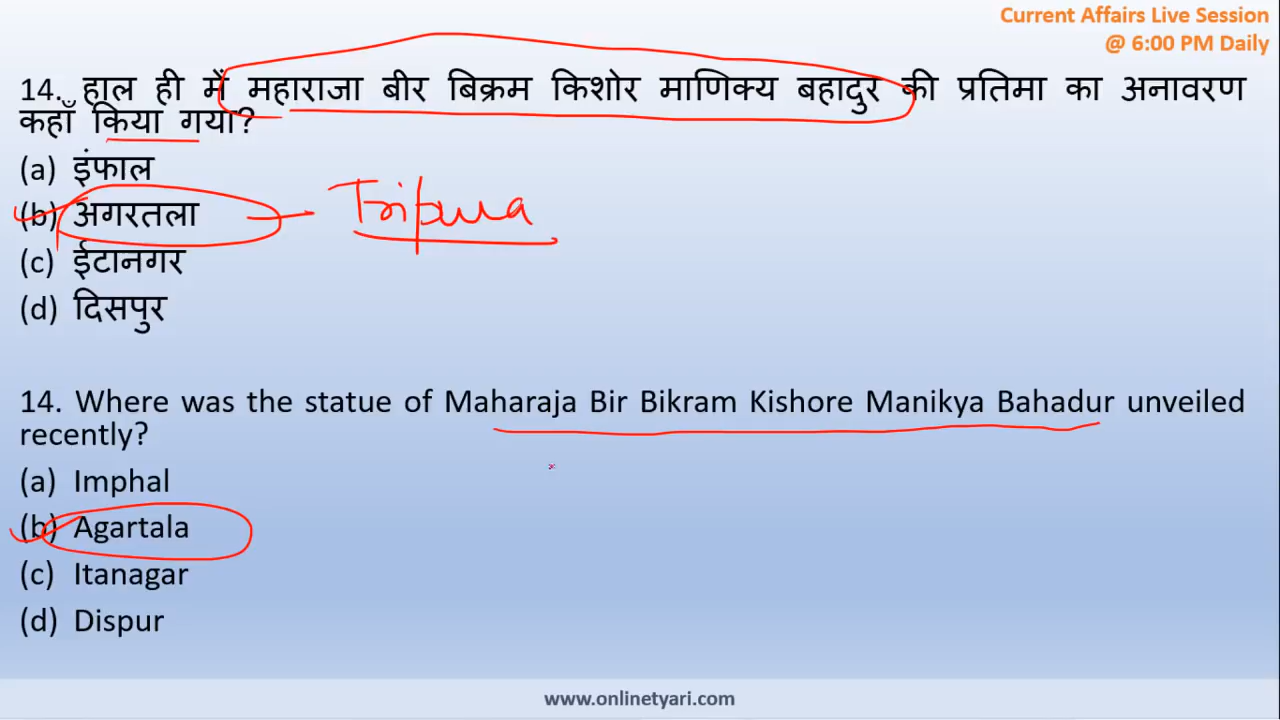 Current Affairs Live Session
@ 6:00 PM Daily
14. हाल ही में महाराजा बीर बिक्रम किशोर माणिक्य बहादुर की प्रतिमा का अनावरण
कहाँ किया गया?
(a) इंफाल
(b) अगरतला Tripura
(c) ईटानगर
(d) दिसपुर
14. Where was the statue of Maharaja Bir Bikram Kishore Manikya Bahadur unveiled
recently?
(a) Imphal
(b) Agartala
(c) Itanagar
(d) Dispur
www.onlinetyari.com